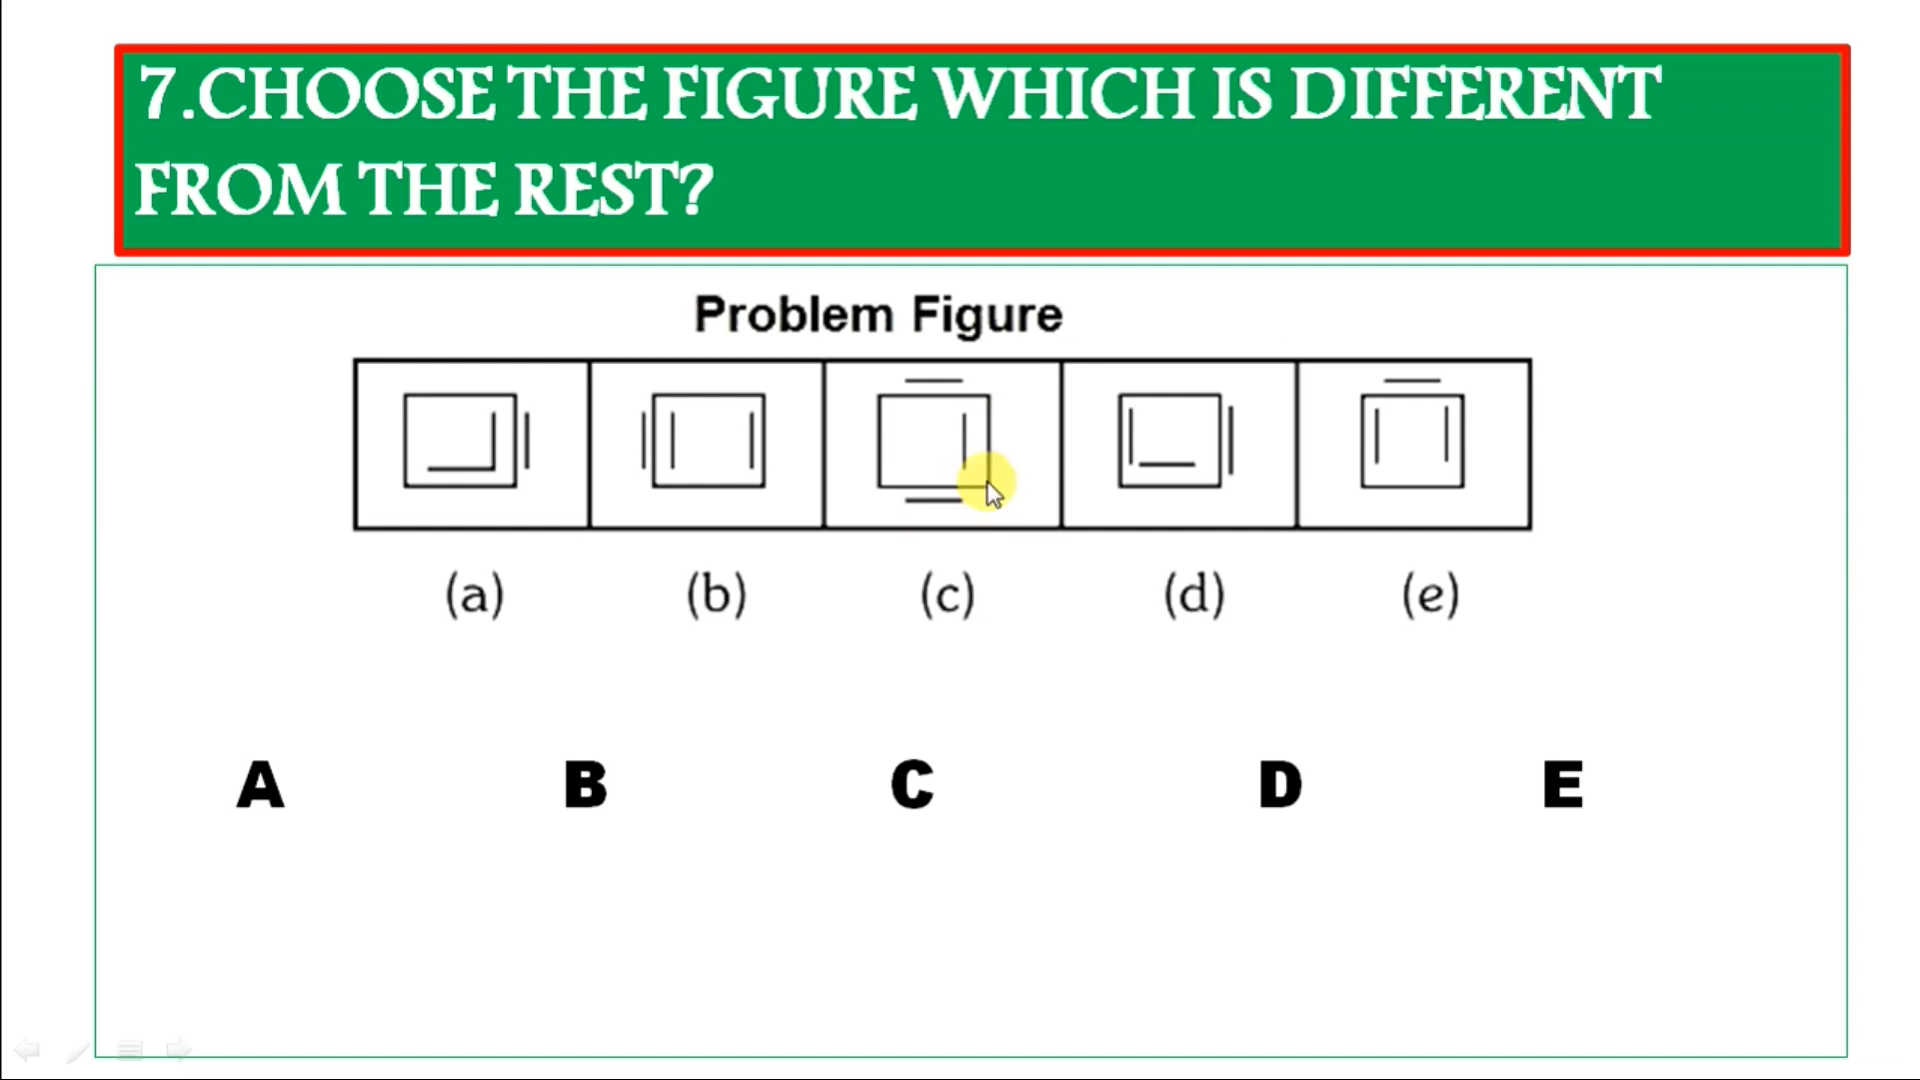 7.CHOOSE THE FIGURE WHICH IS DIFFERENT
FROM THE REST?
Problem Figure
(a) (b) (c) (d) (e)
A B C D E